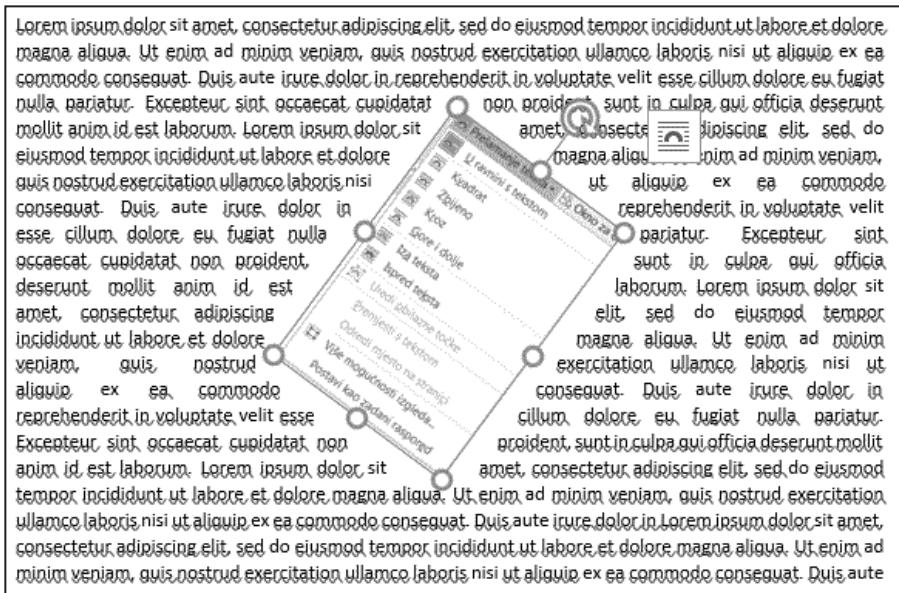 Lorem ipsum dolor sit amet, consectetur adipiscing elit, sed do eiusmod tempor incididunt ut labore et dolore
magna aliqua. Ut enim ad minim veniam, quis nostrud exercitation ullamco laboris nisi ut aliquip ex ea
commodo consequat. Duis aute irure dolor in reprehenderit in voluptate velit esse cillum dolore eu fugiat
nulla pariatur. Excepteur sint occaecat cupidatat non proident, sunt in culpa qui officia deserunt
mollit anim id est laborum. Lorem ipsum dolor sit amet, adipiscing elit, sed do
eiusmod tempor incididunt ut labore et dolore magna enim ad minim veniam,
quis nostrud exercitation ullamco laboris nisi ut aliquip ex ea commodo
consequat. Duis aute irure dolor in reprehenderit in voluptate velit
esse cillum dolore eu fugiat nulla pariatur. Excepteur sint
occaecat cupidatat non proident, sunt in culpa qui officia
deserunt mollit anim id est laborum. Lorem ipsum dolor sit
amet, consectetur adipiscing elit, sed do eiusmod tempor
incididunt ut labore et dolore magna aliqua. Ut enim ad minim
veniam, quis nostrud exercitation ullamco laboris nisi ut
aliquip ex ea commodo consequat. Duis aute irure dolor in
reprehenderit in voluptate velit esse cillum dolore eu fugiat nulla pariatur.
Excepteur sint occaecat cupidatat non proident, sunt in culpa qui officia deserunt mollit
anim id est laborum. Lorem ipsum dolor sit amet, consectetur adipiscing elit, sed do eiusmod
tempor incididunt ut labore et dolore magna aliqua. Ut enim ad minim veniam, quis nostrud exercitation
ullamco laboris nisi ut aliquip ex ea commodo consequat. Duis aute irure dolor in Lorem ipsum dolor sit amet,
consectetur adipiscing elit, sed do eiusmod tempor incididunt ut labore et dolore magna aliqua. Ut enim ad
minim veniam, quis nostrud exercitation ullamco laboris nisi ut aliquip ex ea commodo consequat. Duis aute
Prelamanje teksta
Okno za
U ravnini s tekstom
Kvadrat
Zbijeno
Kroz
Gore i dolje
Iza teksta
Ispred teksta
Uredi obilazne točke
Premjesti s tekstom
Odredi mjesto na stranici
Više mogućnosti izgleda...
Postavi kao zadani raspored